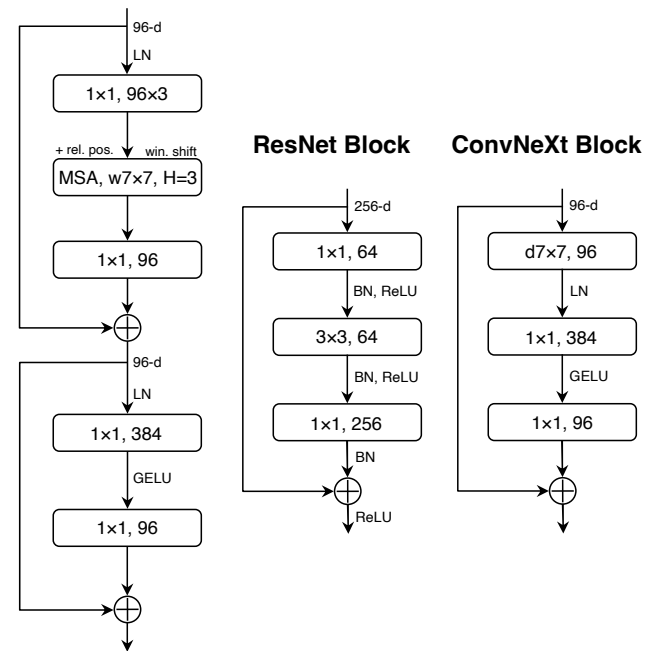 96-d
LN
1×1, 96×3
+ rel. pos. win. shift
MSA, w7×7, H=3
1×1, 96
96-d
LN
1×1, 384
GELU
1×1, 96
ResNet Block
256-d
1×1, 64
BN, ReLU
3×3, 64
BN, ReLU
1×1, 256
BN
ReLU
ConvNeXt Block
96-d
d7×7, 96
LN
1×1, 384
GELU
1×1, 96